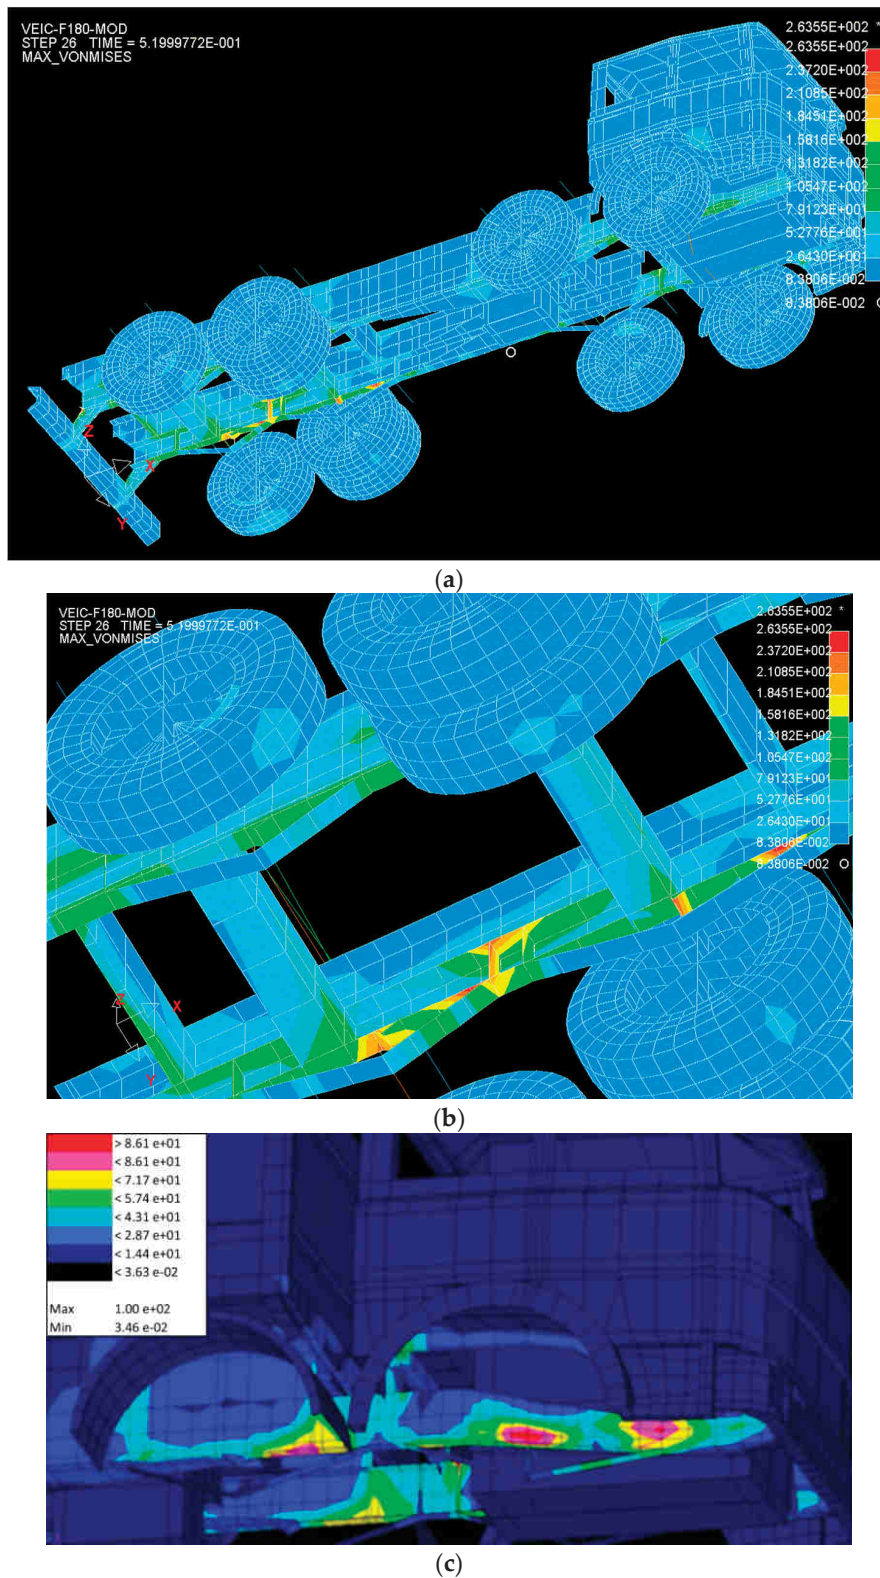 VEIC-F180-MOD
STEP 26 TIME = 5.1999772E-001
MAX_VONMISES
2.6355E+002 *
2.6355E+002
2.3720E+002
2.1085E+002
1.8451E+002
1.5816E+002
1.3182E+002
1.0547E+002
7.9123E+001
5.2776E+001
2.6430E+001
8.3806E-002
8.3806E-002 O
O
Z
X
Y
(a)
VEIC-F180-MOD
STEP 26 TIME = 5.1999772E-001
MAX_VONMISES
2.6355E+002 *
2.6355E+002
2.3720E+002
2.1085E+002
1.8451E+002
1.5816E+002
1.3182E+002
1.0547E+002
7.9123E+001
5.2776E+001
2.6430E+001
8.3806E-002
8.3806E-002 O
Z
X
Y
(b)
> 8.61 e+01
< 8.61 e+01
< 7.17 e+01
< 5.74 e+01
< 4.31 e+01
< 2.87 e+01
< 1.44 e+01
< 3.63 e-02
Max 1.00 e+02
Min 3.46 e-02
(c)